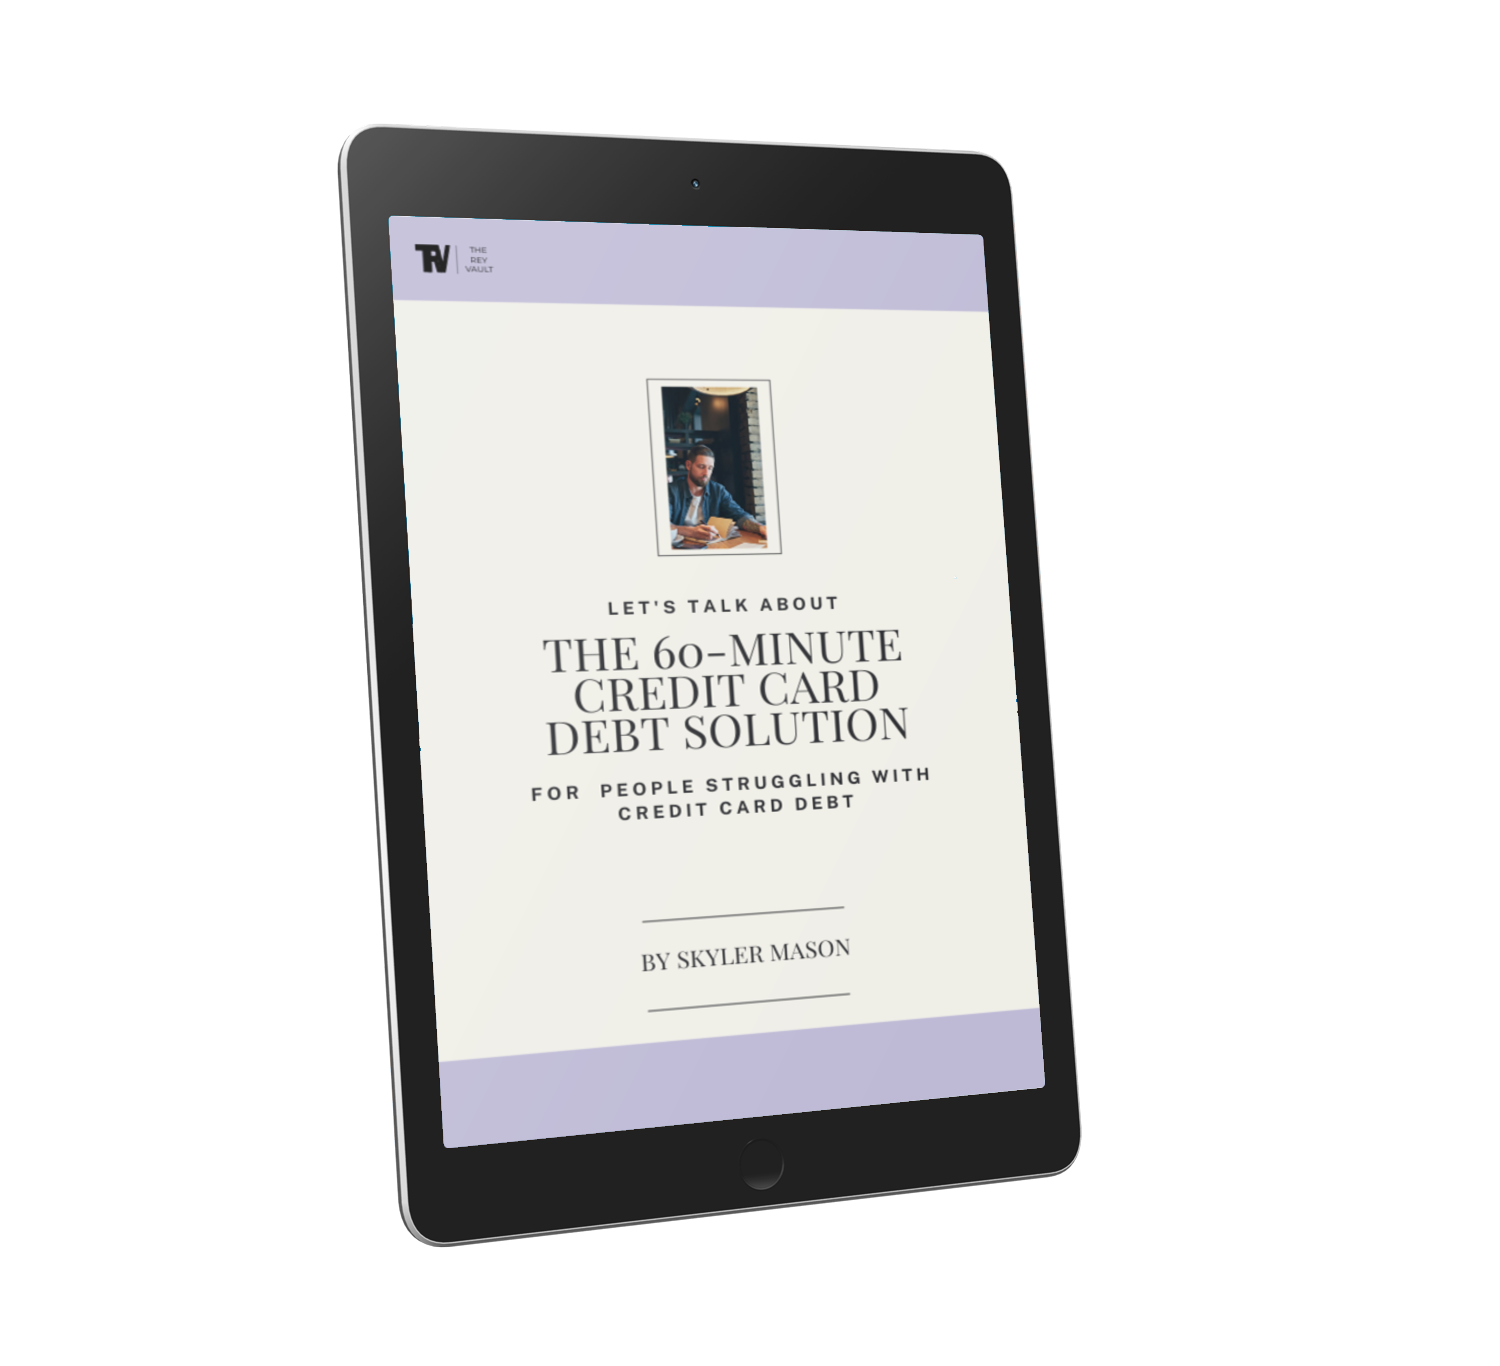 TRV
THE
REY
VAULT
LET'S TALK ABOUT
THE 60-MINUTE
CREDIT CARD
DEBT SOLUTION
FOR PEOPLE STRUGGLING WITH
CREDIT CARD DEBT
BY SKYLER MASON